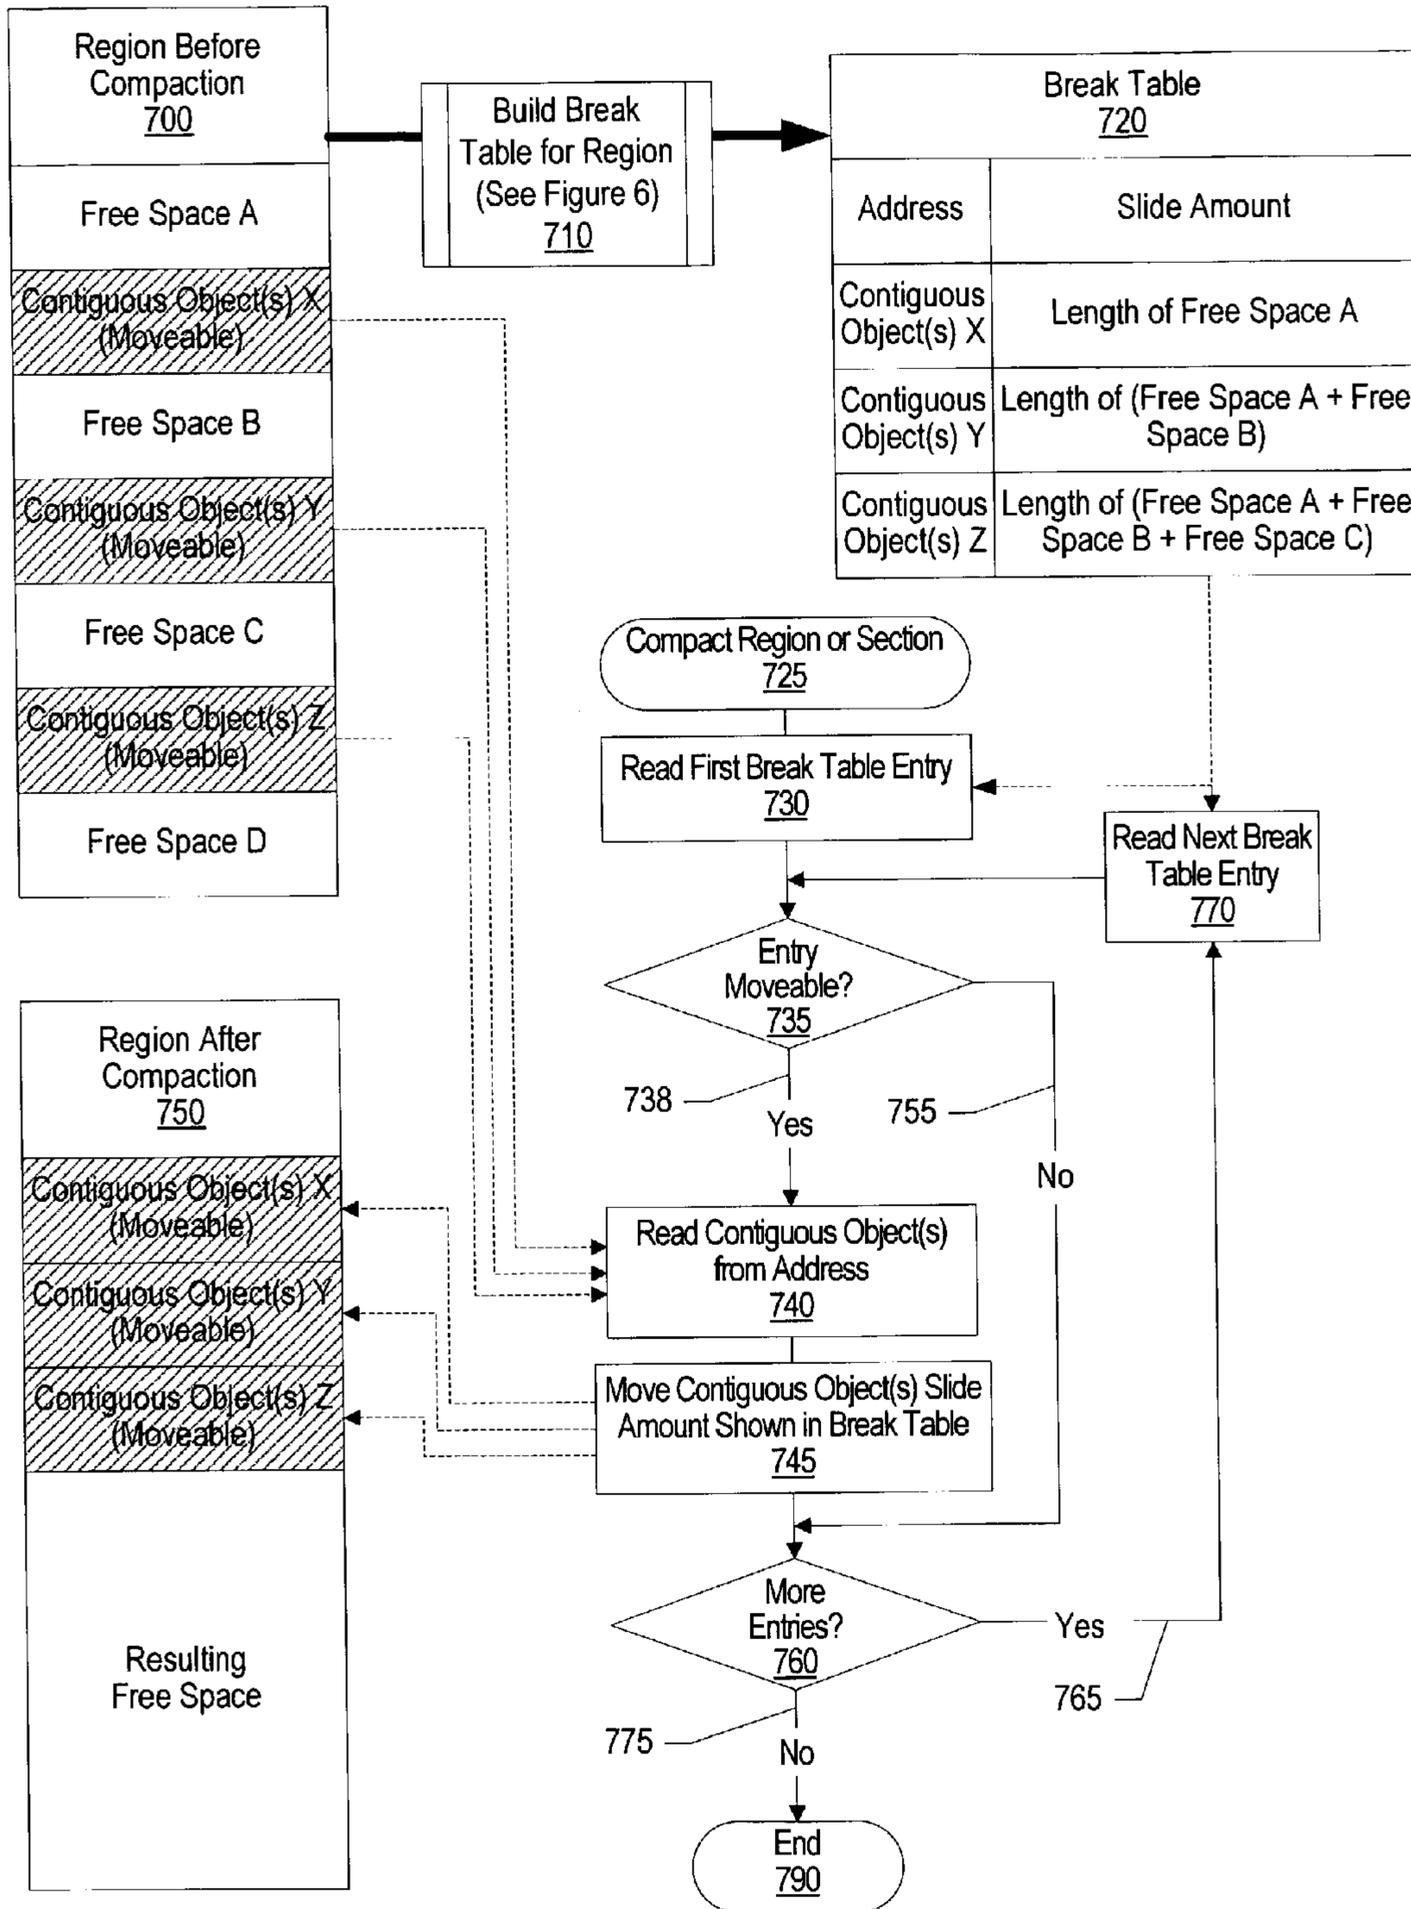 Region Before
Compaction
700
Free Space A
Contiguous Object(s) X
(Moveable)
Free Space B
Contiguous Object(s) Y
(Moveable)
Free Space C
Contiguous Object(s) Z
(Moveable)
Free Space D
Build Break
Table for Region
(See Figure 6)
710
Break Table
720
Address
Slide Amount
Contiguous
Object(s) X
Length of Free Space A
Contiguous
Object(s) Y
Length of (Free Space A + Free
Space B)
Contiguous
Object(s) Z
Length of (Free Space A + Free
Space B + Free Space C)
Compact Region or Section
725
Read First Break Table Entry
730
Read Next Break
Table Entry
770
Entry
Moveable?
735
738
Yes
755
No
Read Contiguous Object(s)
from Address
740
Move Contiguous Object(s) Slide
Amount Shown in Break Table
745
More
Entries?
760
Yes
765
775
No
End
790
Region After
Compaction
750
Contiguous Object(s) X
(Moveable)
Contiguous Object(s) Y
(Moveable)
Contiguous Object(s) Z
(Moveable)
Resulting
Free Space